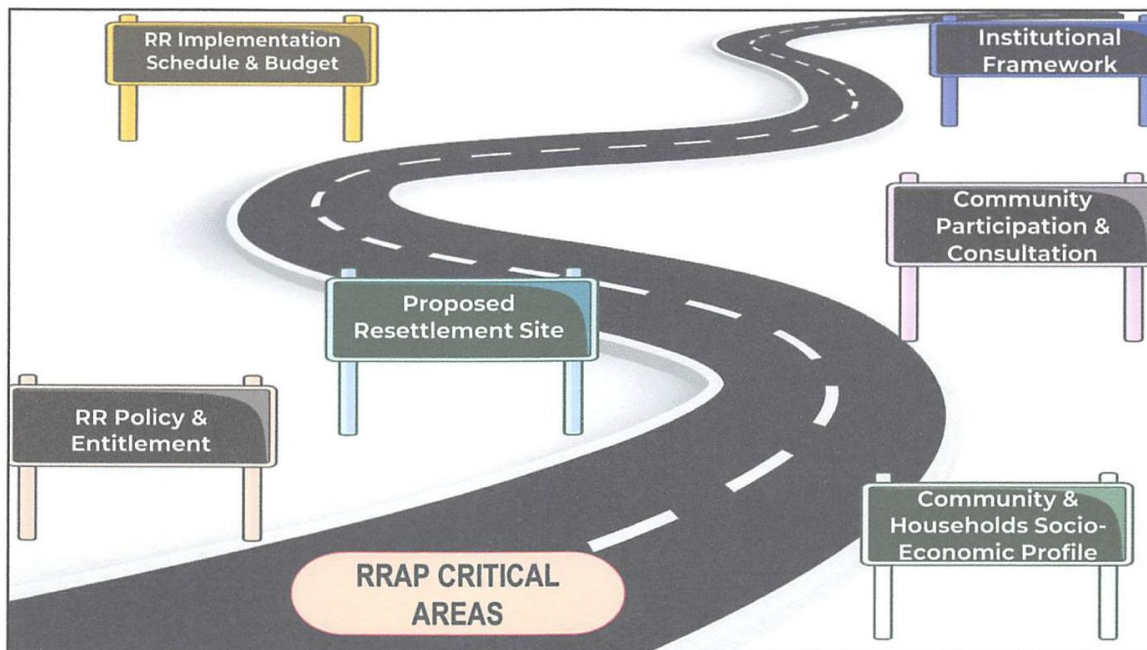 RR Implementation
Schedule & Budget
Institutional
Framework
Community
Participation &
Consultation
Proposed
Resettlement Site
RR Policy &
Entitlement
Community &
Households Socio-
Economic Profile
RRAP CRITICAL
AREAS